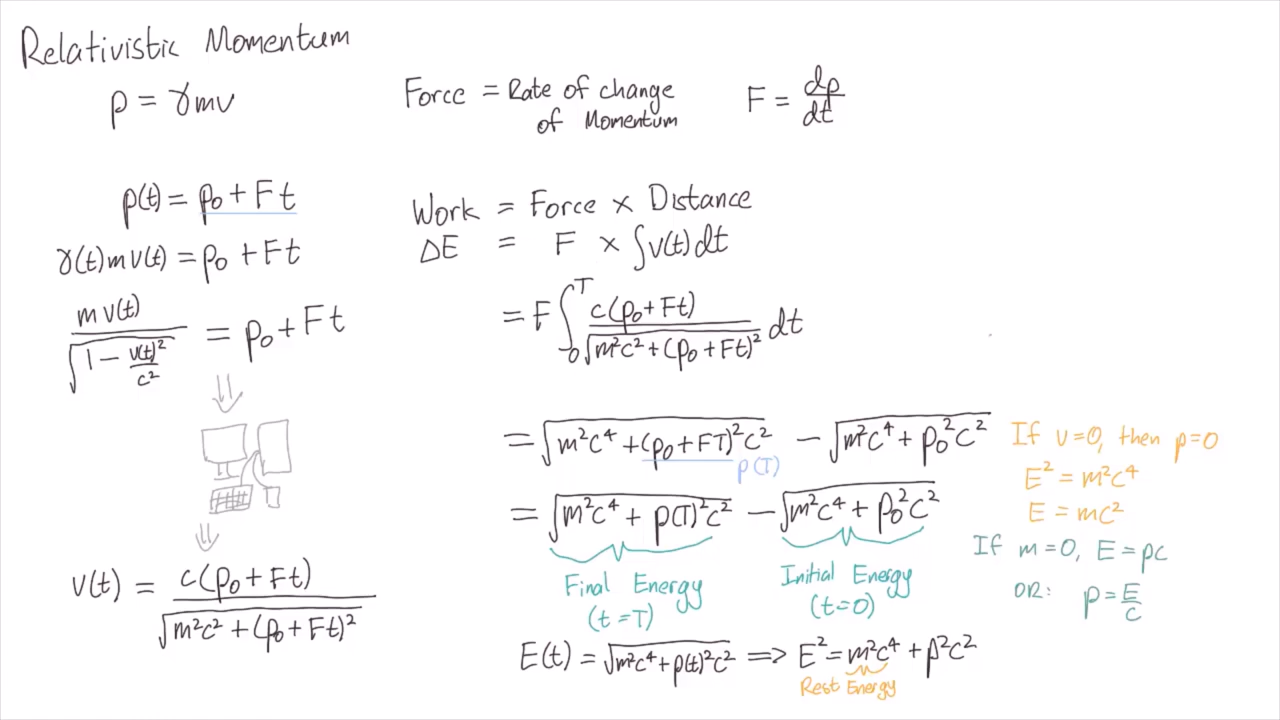 Relativistic Momentum
p = γmv
Force = Rate of change of Momentum
F = dp/dt
p(t) = p₀ + Ft
γ(t)mv(t) = p₀ + Ft
mv(t)/√(1 − v(t)²/c²) = p₀ + Ft
⇓
⇓
v(t) = c(p₀ + Ft)/√(m²c² + (p₀ + Ft)²)
Work = Force × Distance
ΔE = F × ∫v(t)dt
= F ∫₀ᵀ c(p₀ + Ft)/√(m²c² + (p₀ + Ft)²) dt
= √(m²c⁴ + (p₀ + FT)²c²) − √(m²c⁴ + p₀²c²)
p(T)
= √(m²c⁴ + p(T)²c²) − √(m²c⁴ + p₀²c²)
Final Energy
(t = T)
Initial Energy
(t = 0)
E(t) = √(m²c⁴ + p(t)²c²) ⟹ E² = m²c⁴ + p²c²
Rest Energy
If v=0, then p=0
E² = m²c⁴
E = mc²
If m=0, E = pc
OR: p = E/c